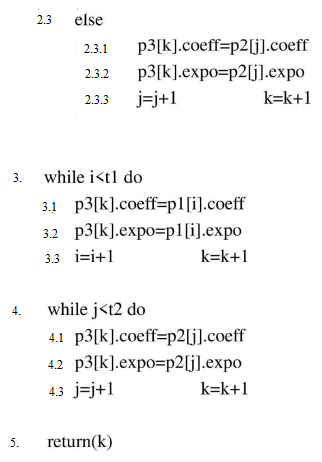 2.3 else
2.3.1 p3[k].coeff=p2[j].coeff
2.3.2 p3[k].expo=p2[j].expo
2.3.3 j=j+1 k=k+1
3. while i<t1 do
3.1 p3[k].coeff=p1[i].coeff
3.2 p3[k].expo=p1[i].expo
3.3 i=i+1 k=k+1
4. while j<t2 do
4.1 p3[k].coeff=p2[j].coeff
4.2 p3[k].expo=p2[j].expo
4.3 j=j+1 k=k+1
5. return(k)